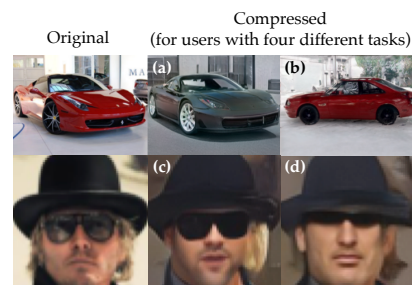 Compressed
Original
(for users with four different tasks)
(a)
(b)
(c)
(d)